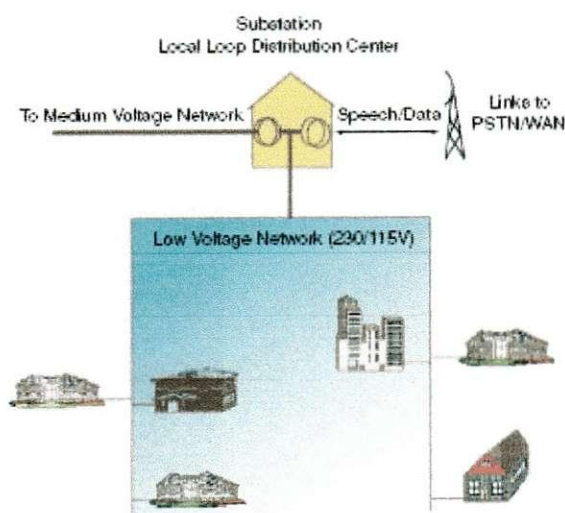 Substation
Local Loop Distribution Center
To Medium Voltage Network
Speech/Data
Links to
PSTN/WAN
Low Voltage Network (230/115V)